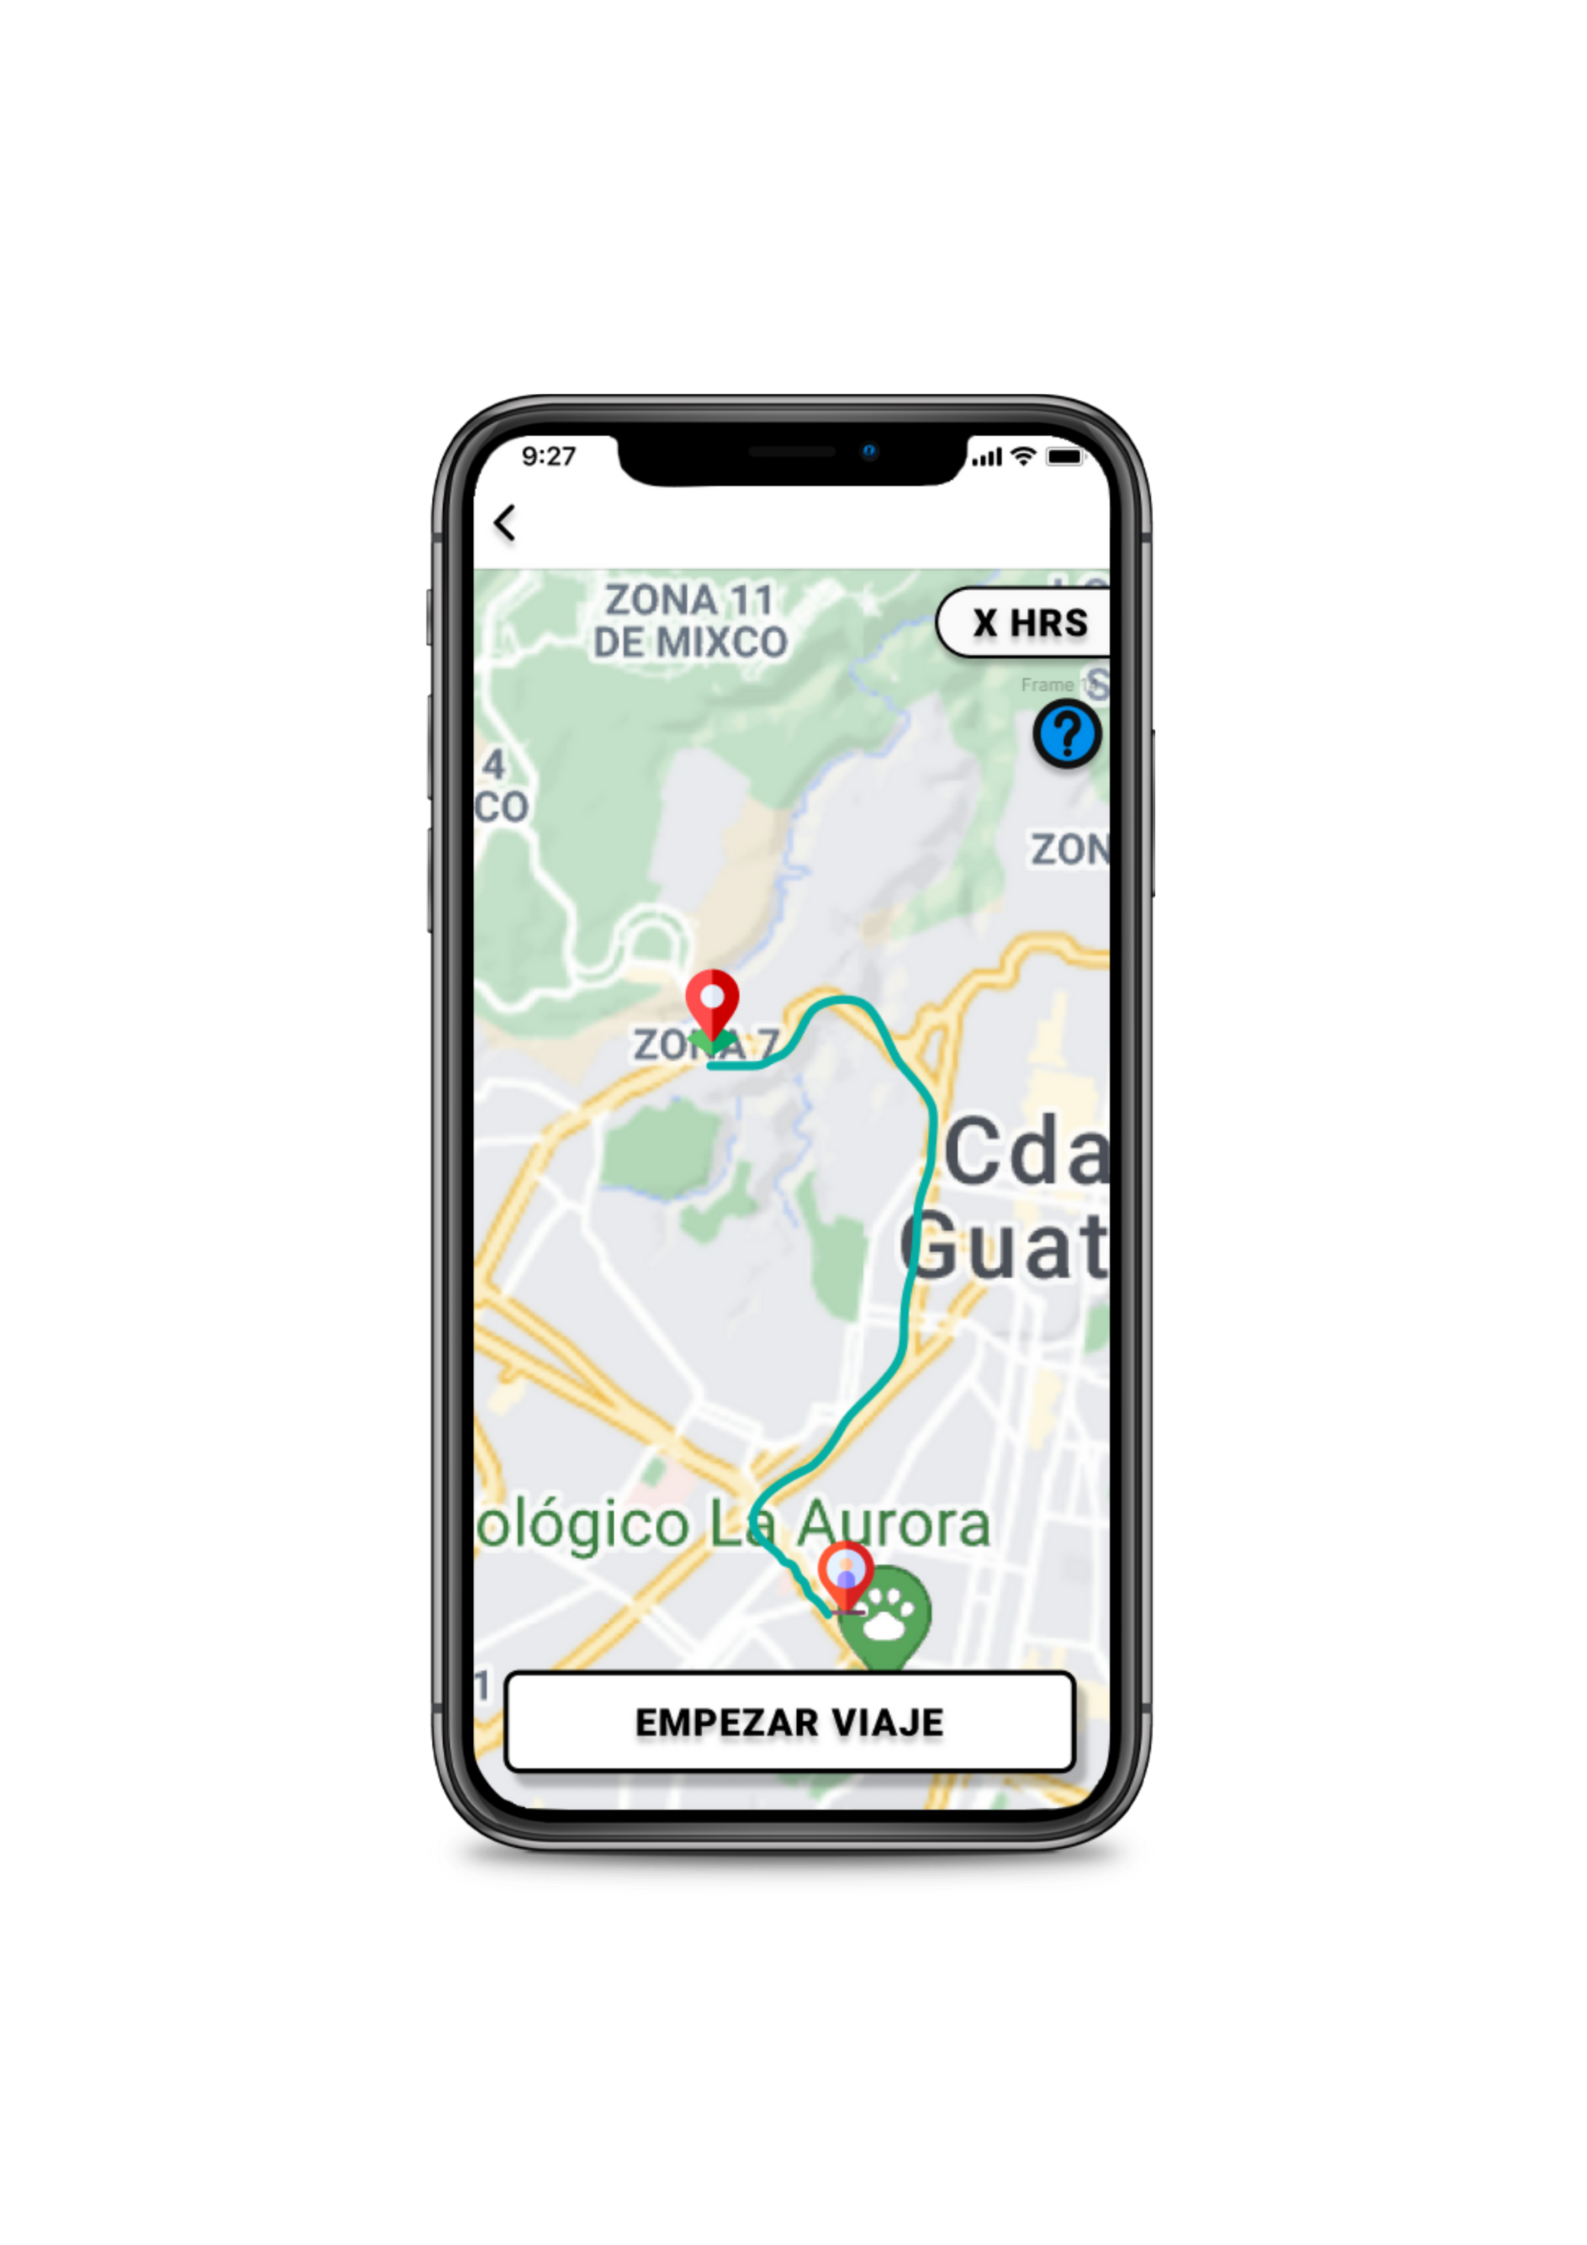 9:27
ZONA 11
DE MIXCO
X HRS
Frame
?
4
CO
ZON
ZONA 7
Cda
Guat
ológico La Aurora
1
EMPEZAR VIAJE